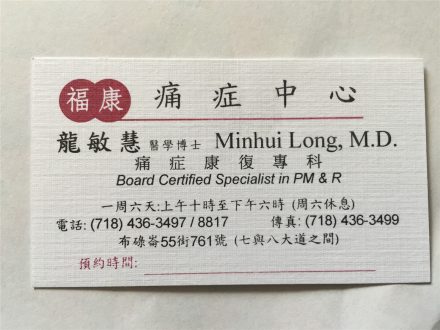 福康 痛症中心
龍敏慧 醫學博士 Minhui Long, M.D.
痛症康復專科
Board Certified Specialist in PM & R
一周六天:上午十時至下午六時 (周六休息)
電話: (718) 436-3497 / 8817 傳真: (718) 436-3499
布碌崙55街761號 (七與八大道之間)
預約時間: